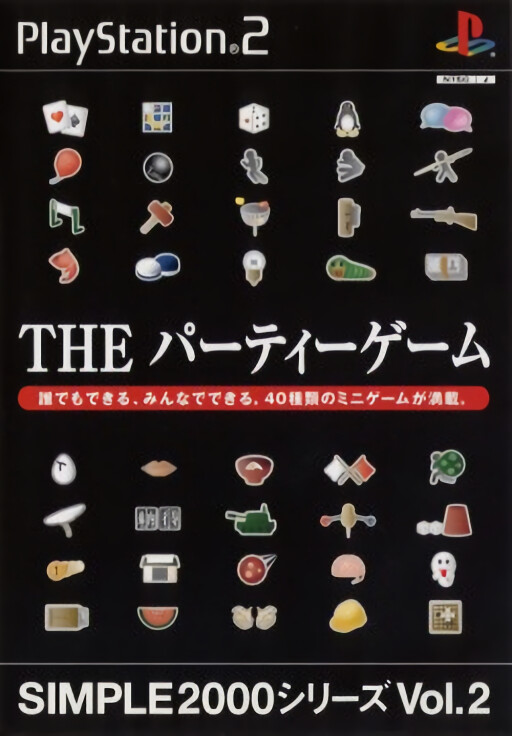 PlayStation®2
NTSC J
THE パーティーゲーム
誰でもできる、みんなでできる。40種類のミニゲームが満載。
SIMPLE2000シリーズ Vol.2